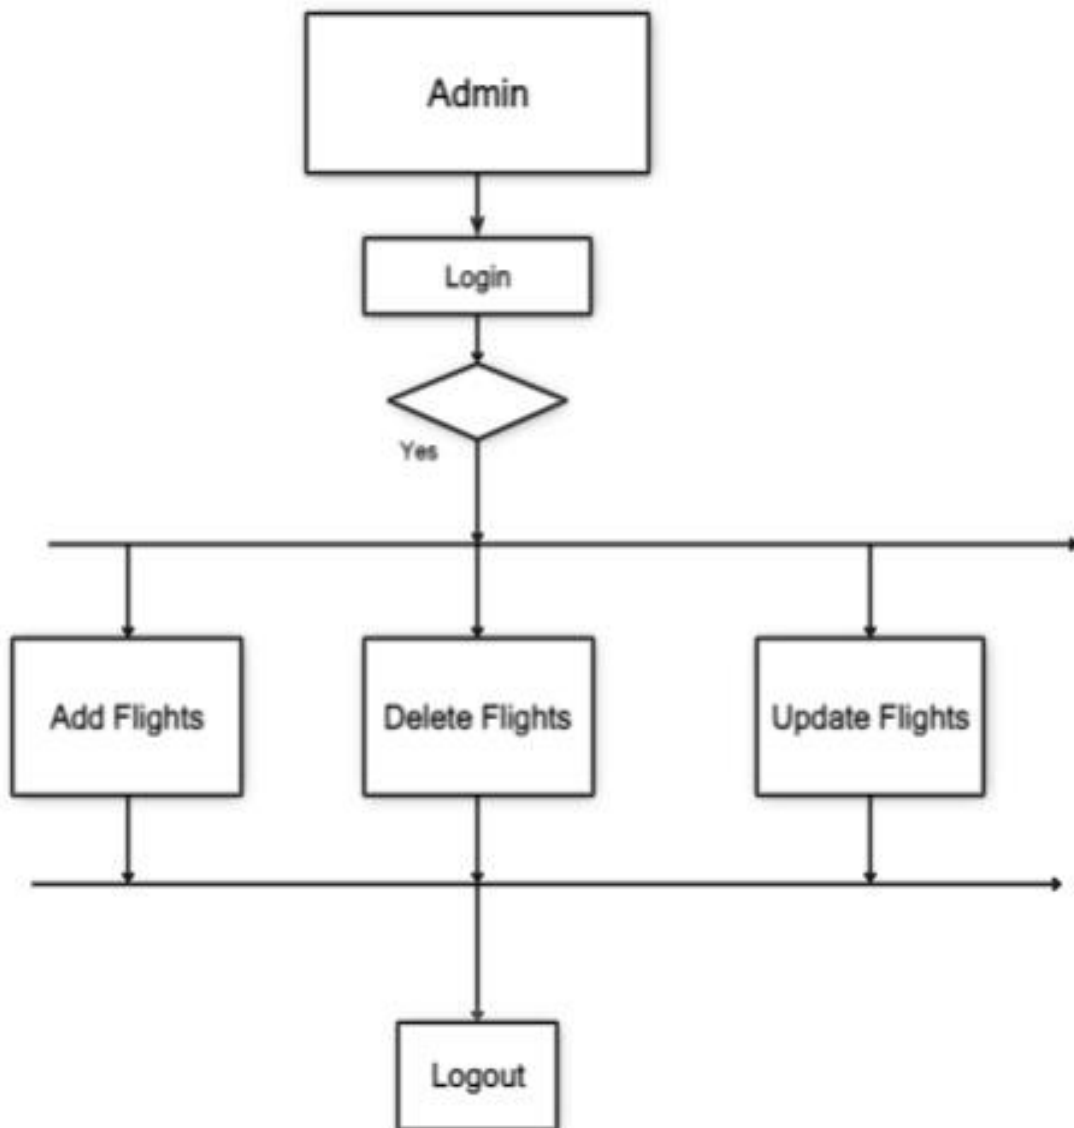 Admin
Login
Yes
Add Flights
Delete Flights
Update Flights
Logout